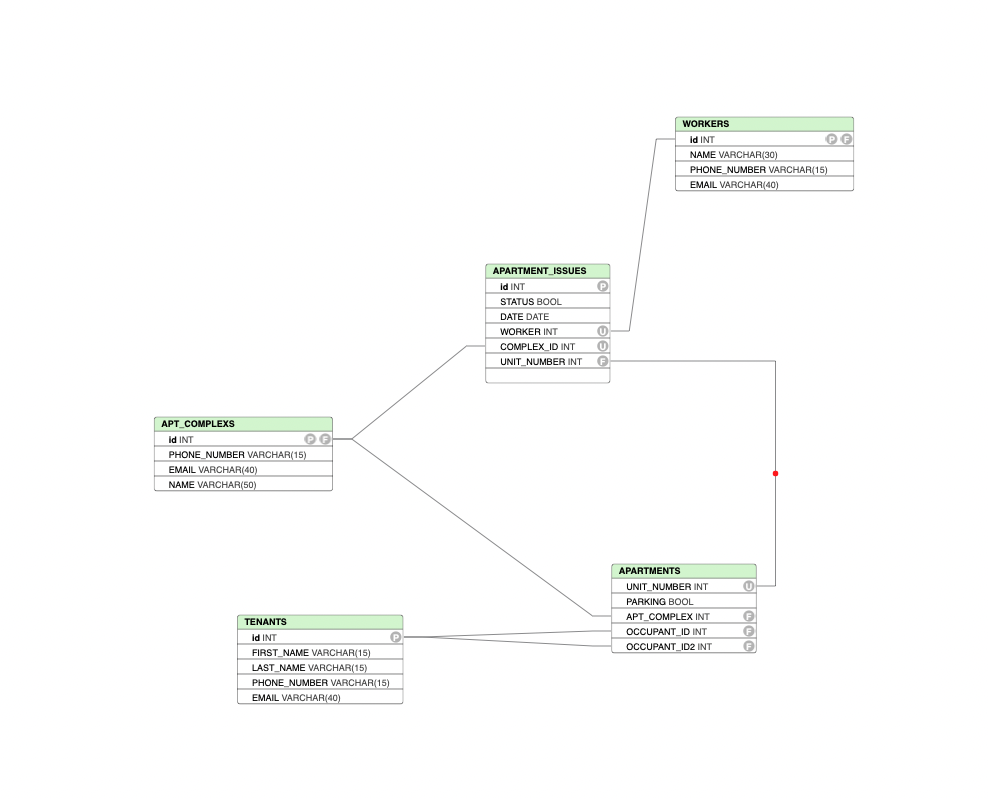 WORKERS
id INT P F
NAME VARCHAR(30)
PHONE_NUMBER VARCHAR(15)
EMAIL VARCHAR(40)
APARTMENT_ISSUES
id INT P
STATUS BOOL
DATE DATE
WORKER INT U
COMPLEX_ID INT U
UNIT_NUMBER INT F
APT_COMPLEXS
id INT P F
PHONE_NUMBER VARCHAR(15)
EMAIL VARCHAR(40)
NAME VARCHAR(50)
APARTMENTS
UNIT_NUMBER INT U
PARKING BOOL
APT_COMPLEX INT F
OCCUPANT_ID INT F
OCCUPANT_ID2 INT F
TENANTS
id INT P
FIRST_NAME VARCHAR(15)
LAST_NAME VARCHAR(15)
PHONE_NUMBER VARCHAR(15)
EMAIL VARCHAR(40)